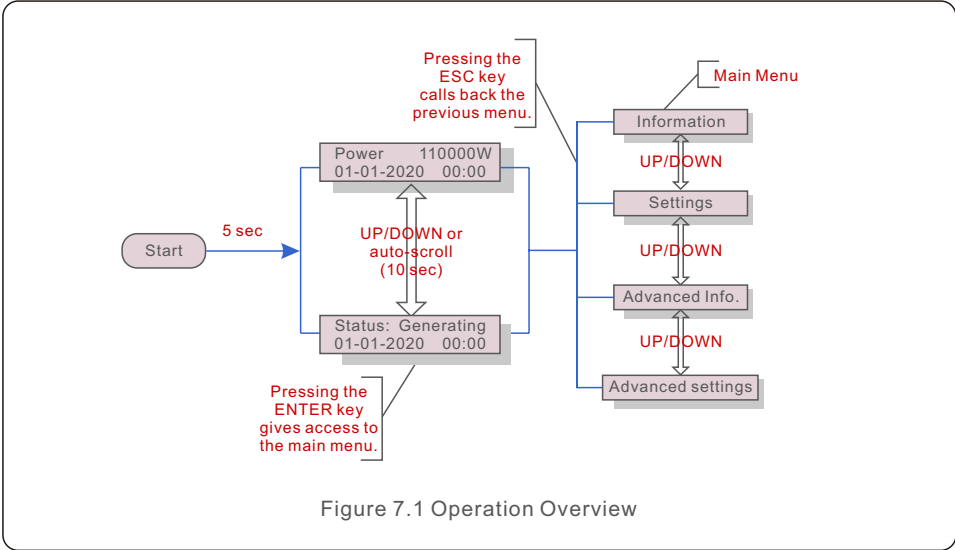 Pressing the
ESC key
calls back the
previous menu.
Main Menu
Information
UP/DOWN
Settings
UP/DOWN
Advanced Info.
UP/DOWN
Advanced settings
Power 110000W
01-01-2020 00:00
Start
5 sec
UP/DOWN or
auto-scroll
(10 sec)
Status: Generating
01-01-2020 00:00
Pressing the
ENTER key
gives access to
the main menu.
Figure 7.1 Operation Overview